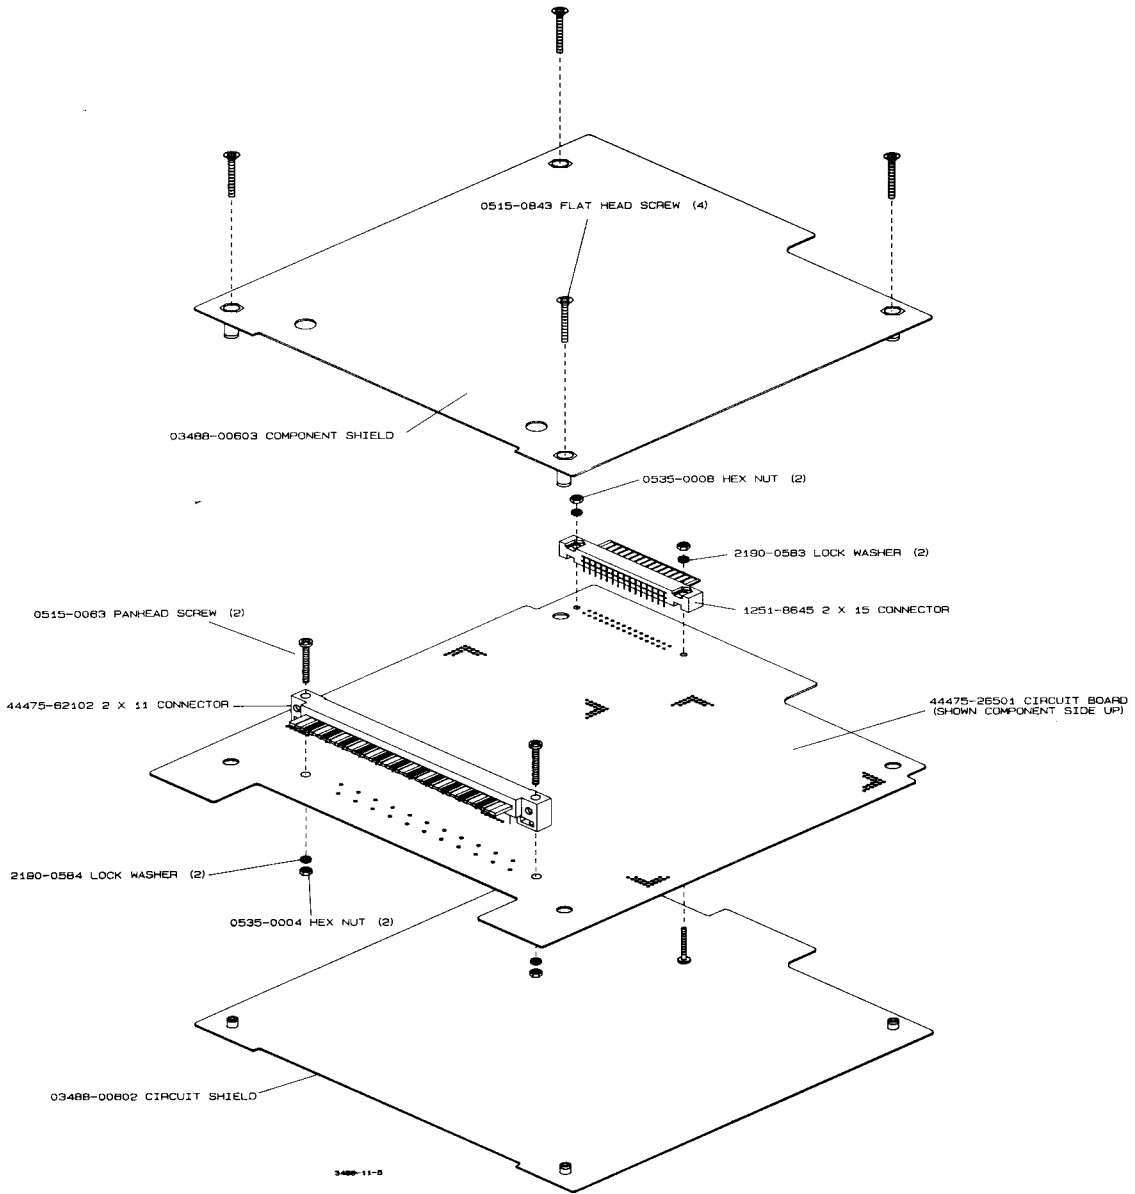 0515-0843 FLAT HEAD SCREW (4)
03488-00603 COMPONENT SHIELD
0535-0008 HEX NUT (2)
2190-0583 LOCK WASHER (2)
0515-0063 PANHEAD SCREW (2)
1251-8645 2 X 15 CONNECTOR
44475-62102 2 X 11 CONNECTOR
44475-26501 CIRCUIT BOARD
(SHOWN COMPONENT SIDE UP)
2190-0584 LOCK WASHER (2)
0535-0004 HEX NUT (2)
03488-00602 CIRCUIT SHIELD